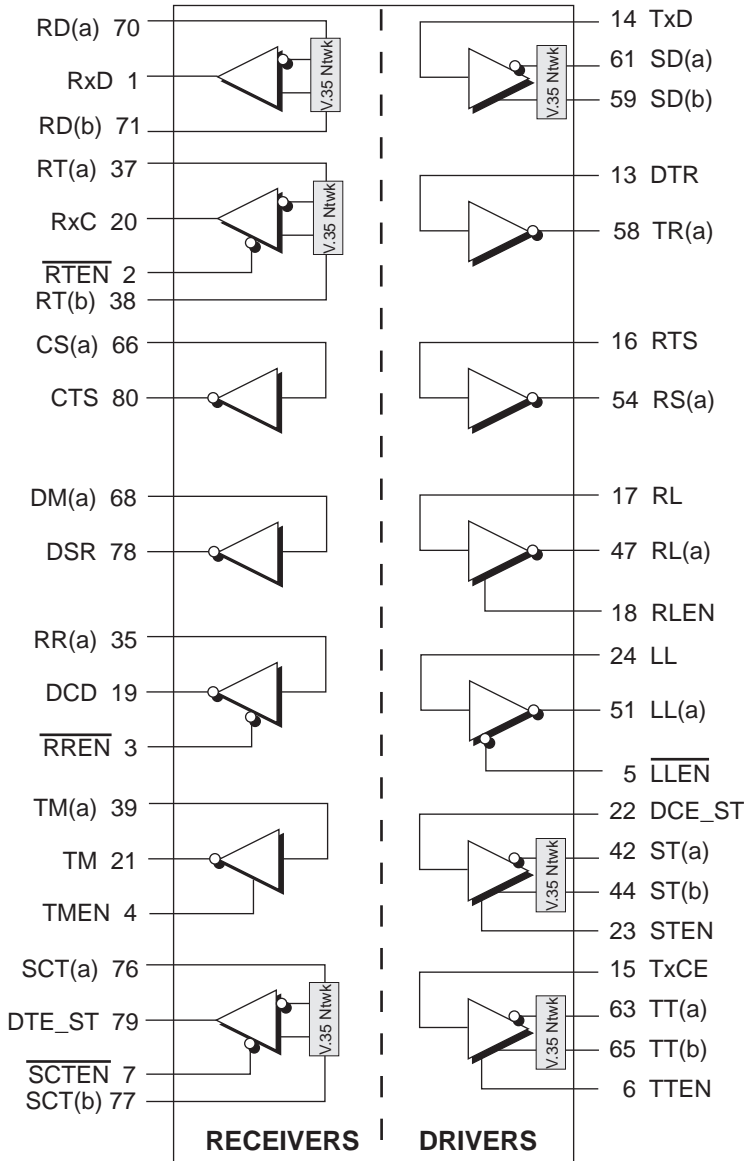 RD(a) 70
RxD 1
RD(b) 71
V.35 Ntwk
RT(a) 37
RxC 20
RTEN 2
RT(b) 38
V.35 Ntwk
CS(a) 66
CTS 80
DM(a) 68
DSR 78
RR(a) 35
DCD 19
RREN 3
TM(a) 39
TM 21
TMEN 4
SCT(a) 76
DTE_ST 79
SCTEN 7
SCT(b) 77
V.35 Ntwk
RECEIVERS
14 TxD
61 SD(a)
59 SD(b)
V.35 Ntwk
13 DTR
58 TR(a)
16 RTS
54 RS(a)
17 RL
47 RL(a)
18 RLEN
24 LL
51 LL(a)
5 LLEN
22 DCE_ST
42 ST(a)
44 ST(b)
23 STEN
V.35 Ntwk
15 TxCE
63 TT(a)
65 TT(b)
6 TTEN
V.35 Ntwk
DRIVERS